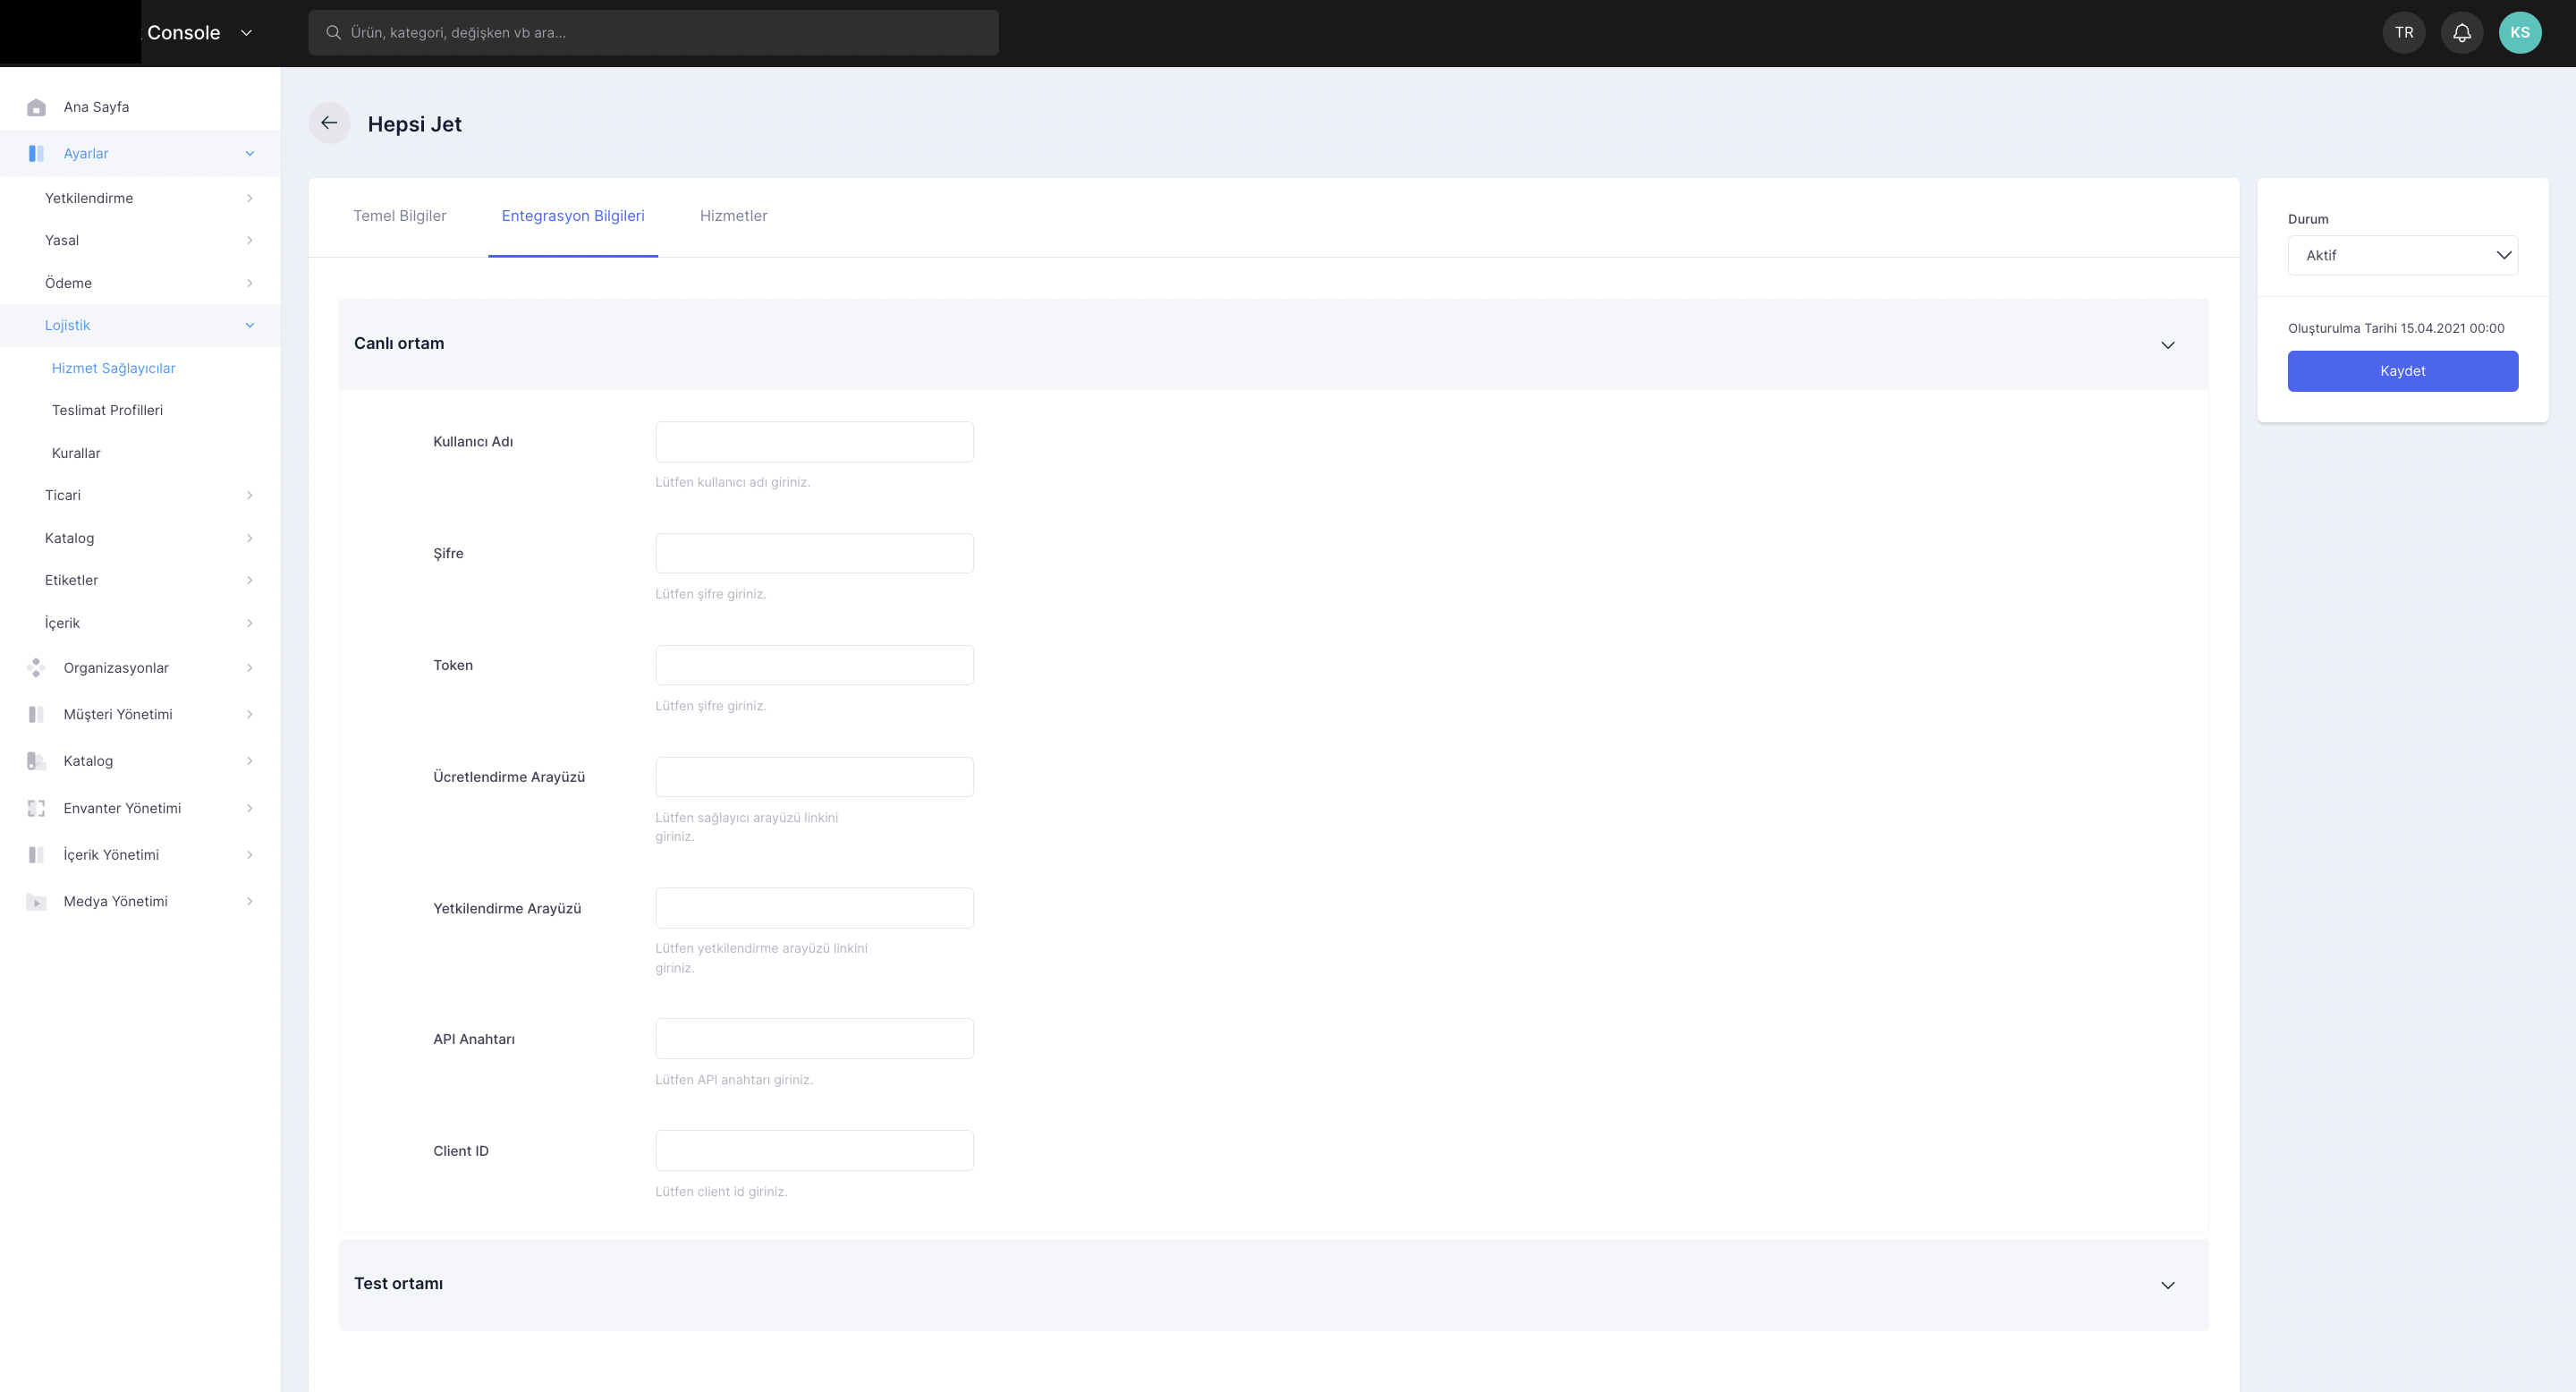 Console
Ürün, kategori, değişken vb ara...
TR
KS
Ana Sayfa
Ayarlar
Yetkilendirme
Yasal
Ödeme
Lojistik
Hizmet Sağlayıcılar
Teslimat Profilleri
Kurallar
Ticari
Katalog
Etiketler
İçerik
Organizasyonlar
Müşteri Yönetimi
Katalog
Envanter Yönetimi
İçerik Yönetimi
Medya Yönetimi
Hepsi Jet
Temel Bilgiler
Entegrasyon Bilgileri
Hizmetler
Canlı ortam
Kullanıcı Adı
Lütfen kullanıcı adı giriniz.
Şifre
Lütfen şifre giriniz.
Token
Lütfen şifre giriniz.
Ücretlendirme Arayüzü
Lütfen sağlayıcı arayüzü linkini
giriniz.
Yetkilendirme Arayüzü
Lütfen yetkilendirme arayüzü linkini
giriniz.
API Anahtarı
Lütfen API anahtarı giriniz.
Client ID
Lütfen client id giriniz.
Test ortamı
Durum
Aktif
Oluşturulma Tarihi 15.04.2021 00:00
Kaydet